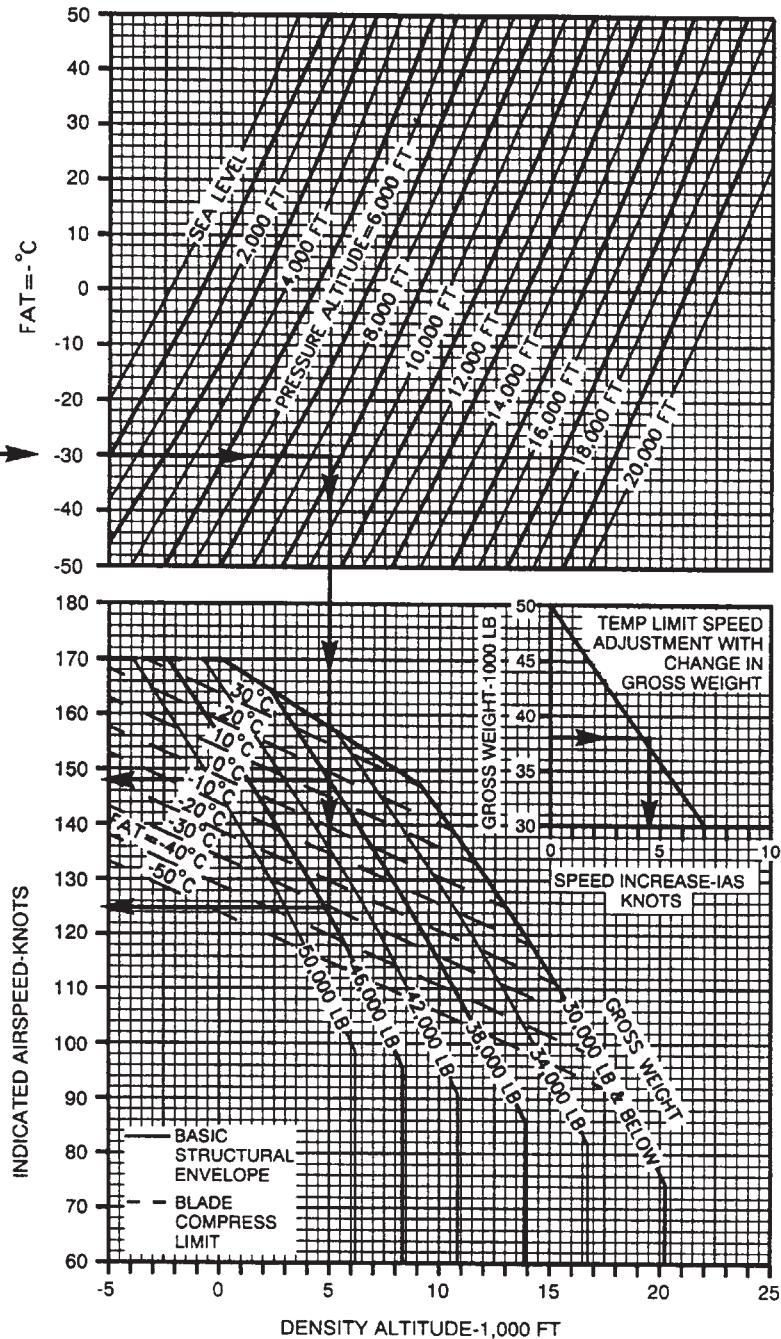 50
40
30
20
10
0
-10
-20
-30
-40
-50
FAT=-°C
SEA LEVEL
2,000 FT
4,000 FT
PRESSURE ALTITUDE=6,000 FT
8,000 FT
10,000 FT
12,000 FT
14,000 FT
16,000 FT
18,000 FT
20,000 FT
180
170
160
150
140
130
120
110
100
90
80
70
60
INDICATED AIRSPEED-KNOTS
30°C
20°C
10°C
0°C
-10°C
-20°C
-30°C
FAT=-40°C
-50°C
50,000 LB
46,000 LB
42,000 LB
38,000 LB
34,000 LB
30,000 LB & BELOW
GROSS WEIGHT
BASIC
STRUCTURAL
ENVELOPE
BLADE
COMPRESS
LIMIT
GROSS WEIGHT-1000 LB
50
45
40
35
30
TEMP LIMIT SPEED
ADJUSTMENT WITH
CHANGE IN
GROSS WEIGHT
0 5 10
SPEED INCREASE-IAS
KNOTS
-5 0 5 10 15 20 25
DENSITY ALTITUDE-1,000 FT